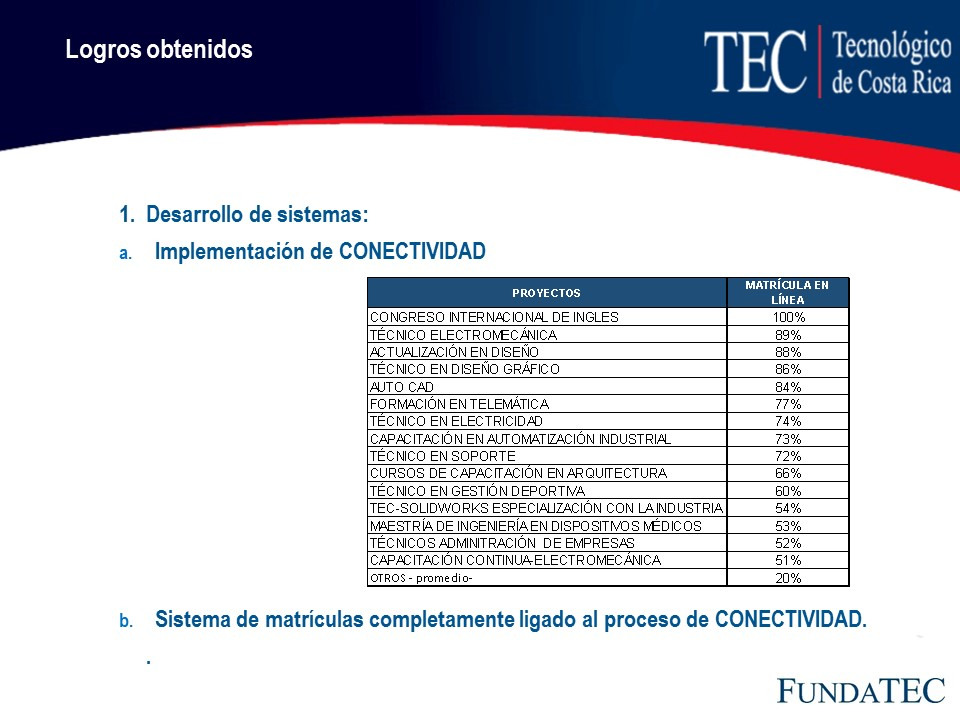 Logros obtenidos
TEC | Tecnológico
de Costa Rica
1. Desarrollo de sistemas:
a. Implementación de CONECTIVIDAD
PROYECTOS MATRÍCULA EN LÍNEA
CONGRESO INTERNACIONAL DE INGLES 100%
TÉCNICO ELECTROMECÁNICA 89%
ACTUALIZACIÓN EN DISEÑO 88%
TÉCNICO EN DISEÑO GRÁFICO 86%
AUTO CAD 84%
FORMACIÓN EN TELEMÁTICA 77%
TÉCNICO EN ELECTRICIDAD 74%
CAPACITACIÓN EN AUTOMATIZACIÓN INDUSTRIAL 73%
TÉCNICO EN SOPORTE 72%
CURSOS DE CAPACITACIÓN EN ARQUITECTURA 66%
TÉCNICO EN GESTIÓN DEPORTIVA 60%
TEC-SOLIDWORKS ESPECIALIZACIÓN CON LA INDUSTRIA 54%
MAESTRÍA DE INGENIERÍA EN DISPOSITIVOS MÉDICOS 53%
TÉCNICOS ADMINITRACIÓN DE EMPRESAS 52%
CAPACITACIÓN CONTINUA-ELECTROMECÁNICA 51%
OTROS - promedio- 20%
b. Sistema de matrículas completamente ligado al proceso de CONECTIVIDAD.
.
FUNDATEC